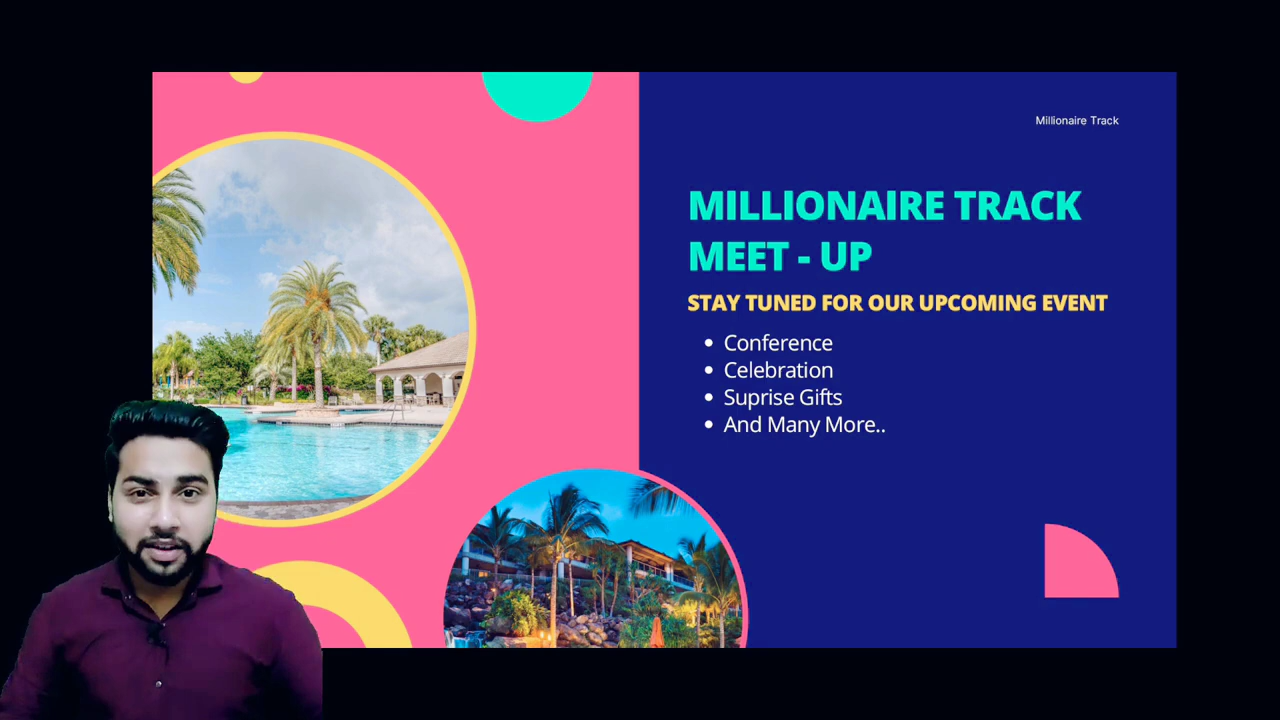 Millionaire Track
MILLIONAIRE TRACK
MEET - UP
STAY TUNED FOR OUR UPCOMING EVENT
• Conference
• Celebration
• Suprise Gifts
• And Many More..